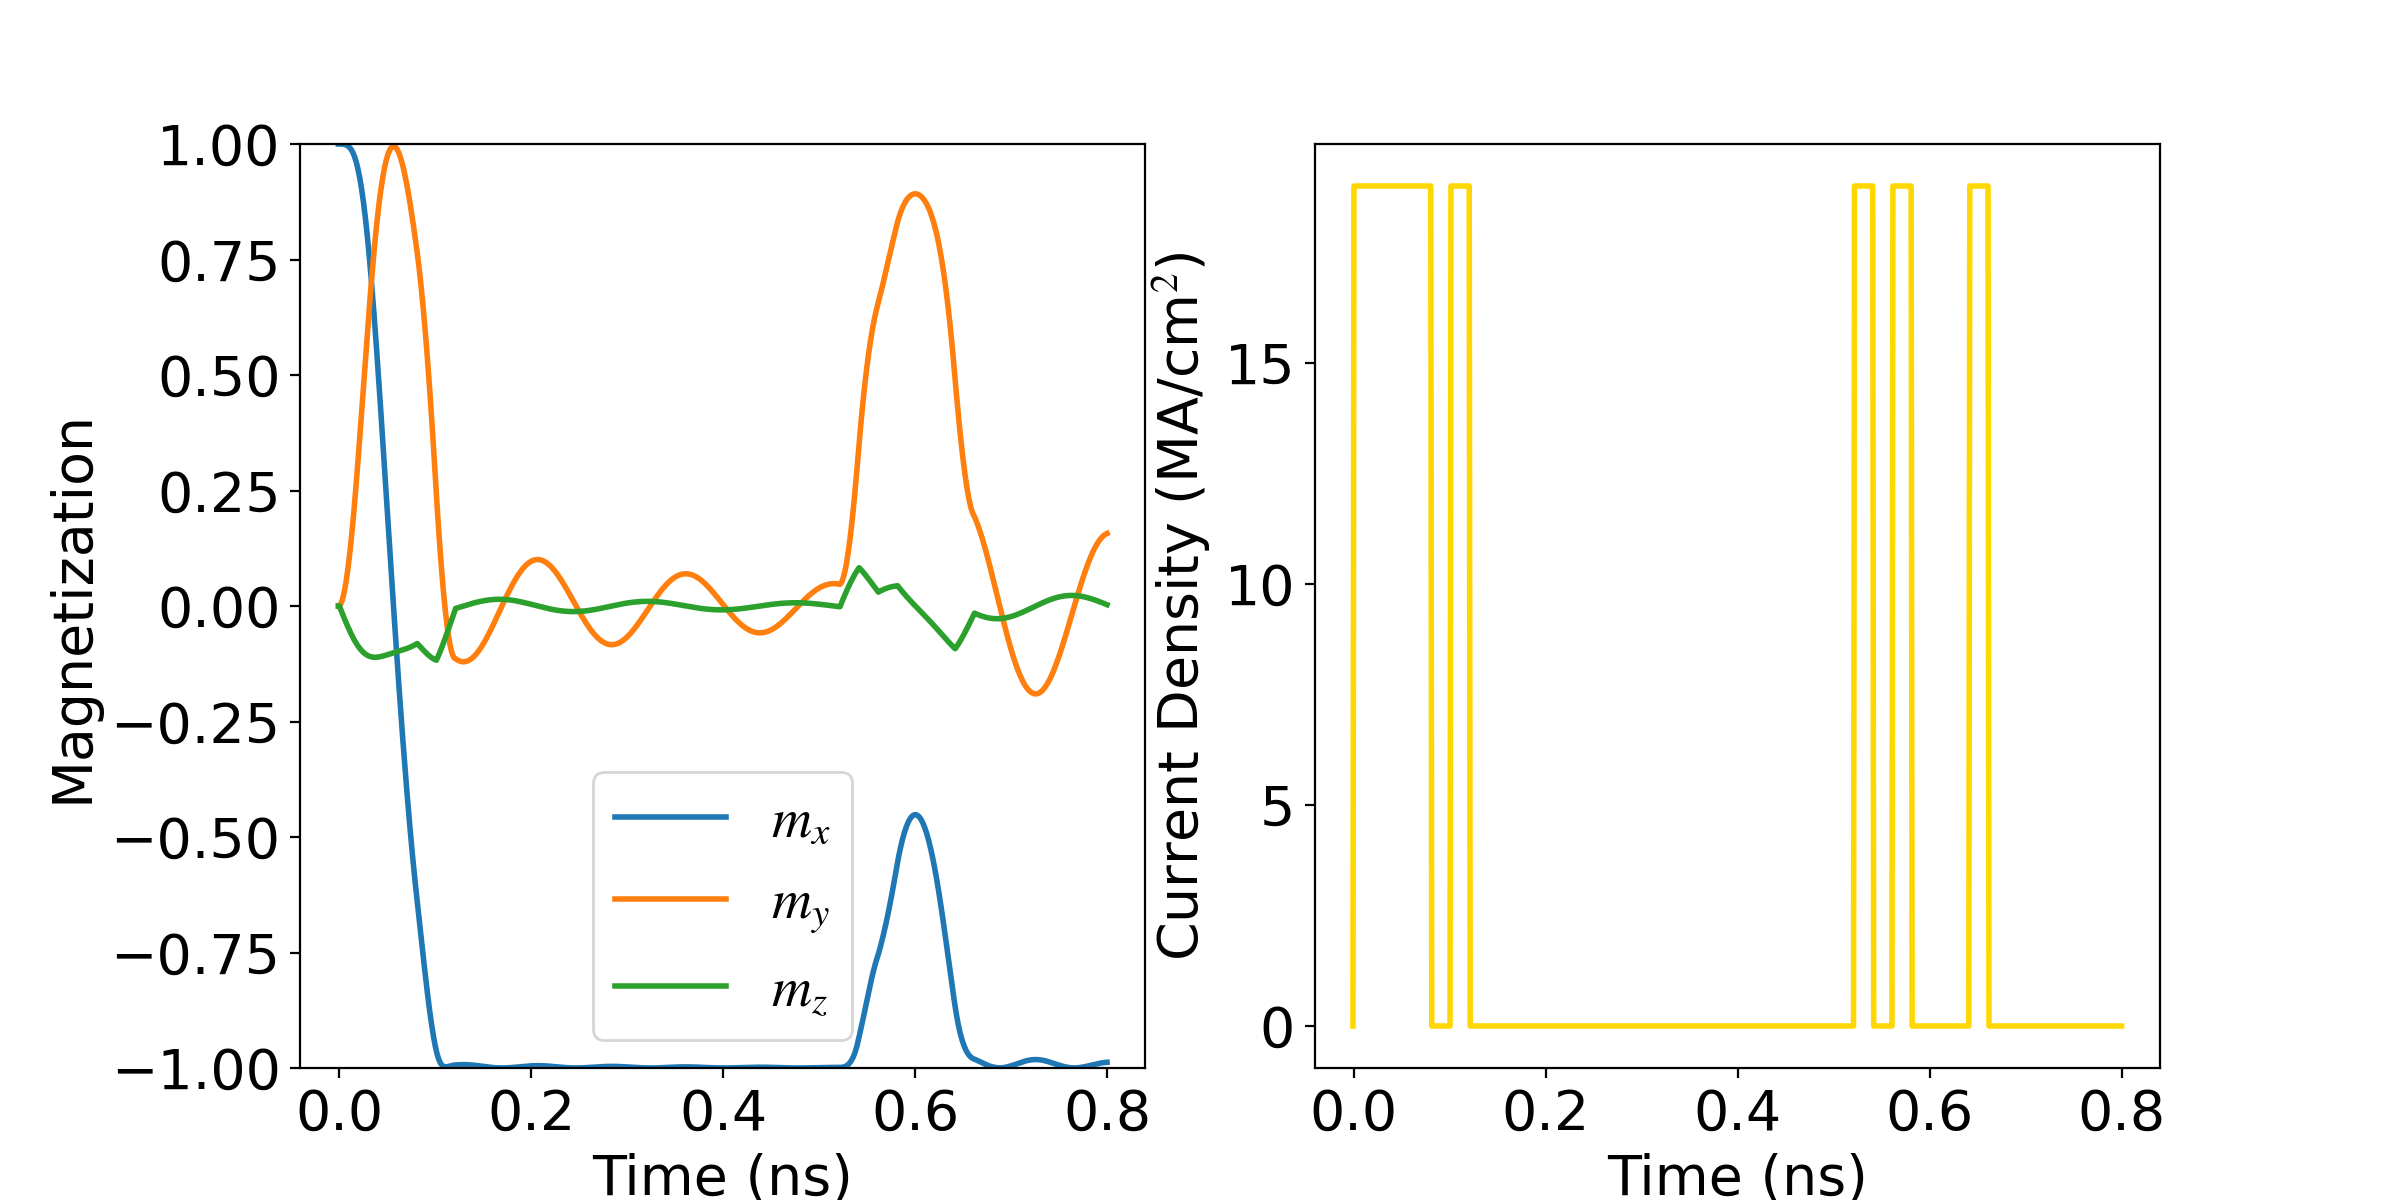 Magnetization
1.00
0.75
0.50
0.25
0.00
−0.25
−0.50
−0.75
−1.00
0.0 0.2 0.4 0.6 0.8
Time (ns)
m_x
m_y
m_z
Current Density (MA/cm²)
15
10
5
0
0.0 0.2 0.4 0.6 0.8
Time (ns)